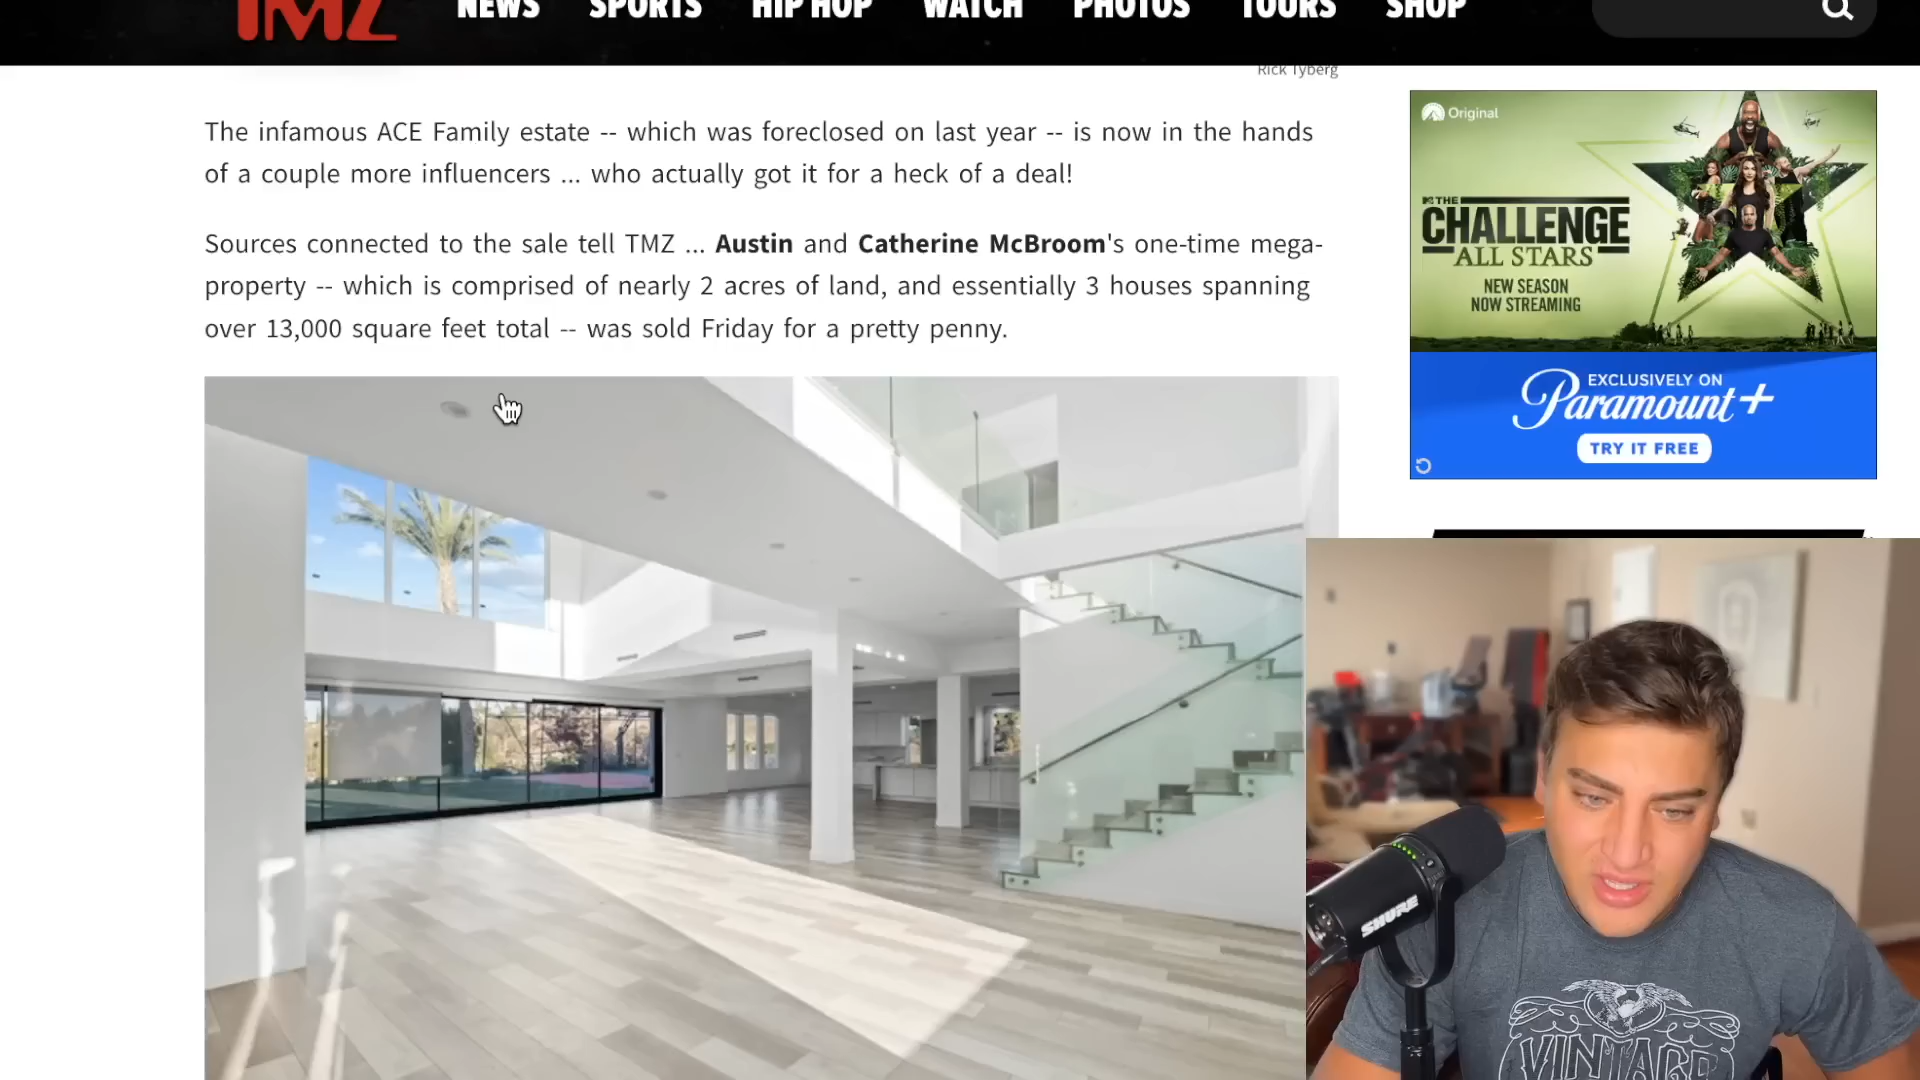 TMZ
NEWS SPORTS HIP HOP WATCH PHOTOS TOURS SHOP
Rick Tyberg
The infamous ACE Family estate -- which was foreclosed on last year -- is now in the hands
of a couple more influencers ... who actually got it for a heck of a deal!
Sources connected to the sale tell TMZ ... Austin and Catherine McBroom's one-time mega-
property -- which is comprised of nearly 2 acres of land, and essentially 3 houses spanning
over 13,000 square feet total -- was sold Friday for a pretty penny.
Original
MTV THE
CHALLENGE
ALL STARS
NEW SEASON
NOW STREAMING
EXCLUSIVELY ON
Paramount+
TRY IT FREE
SHURE
VINTAGE